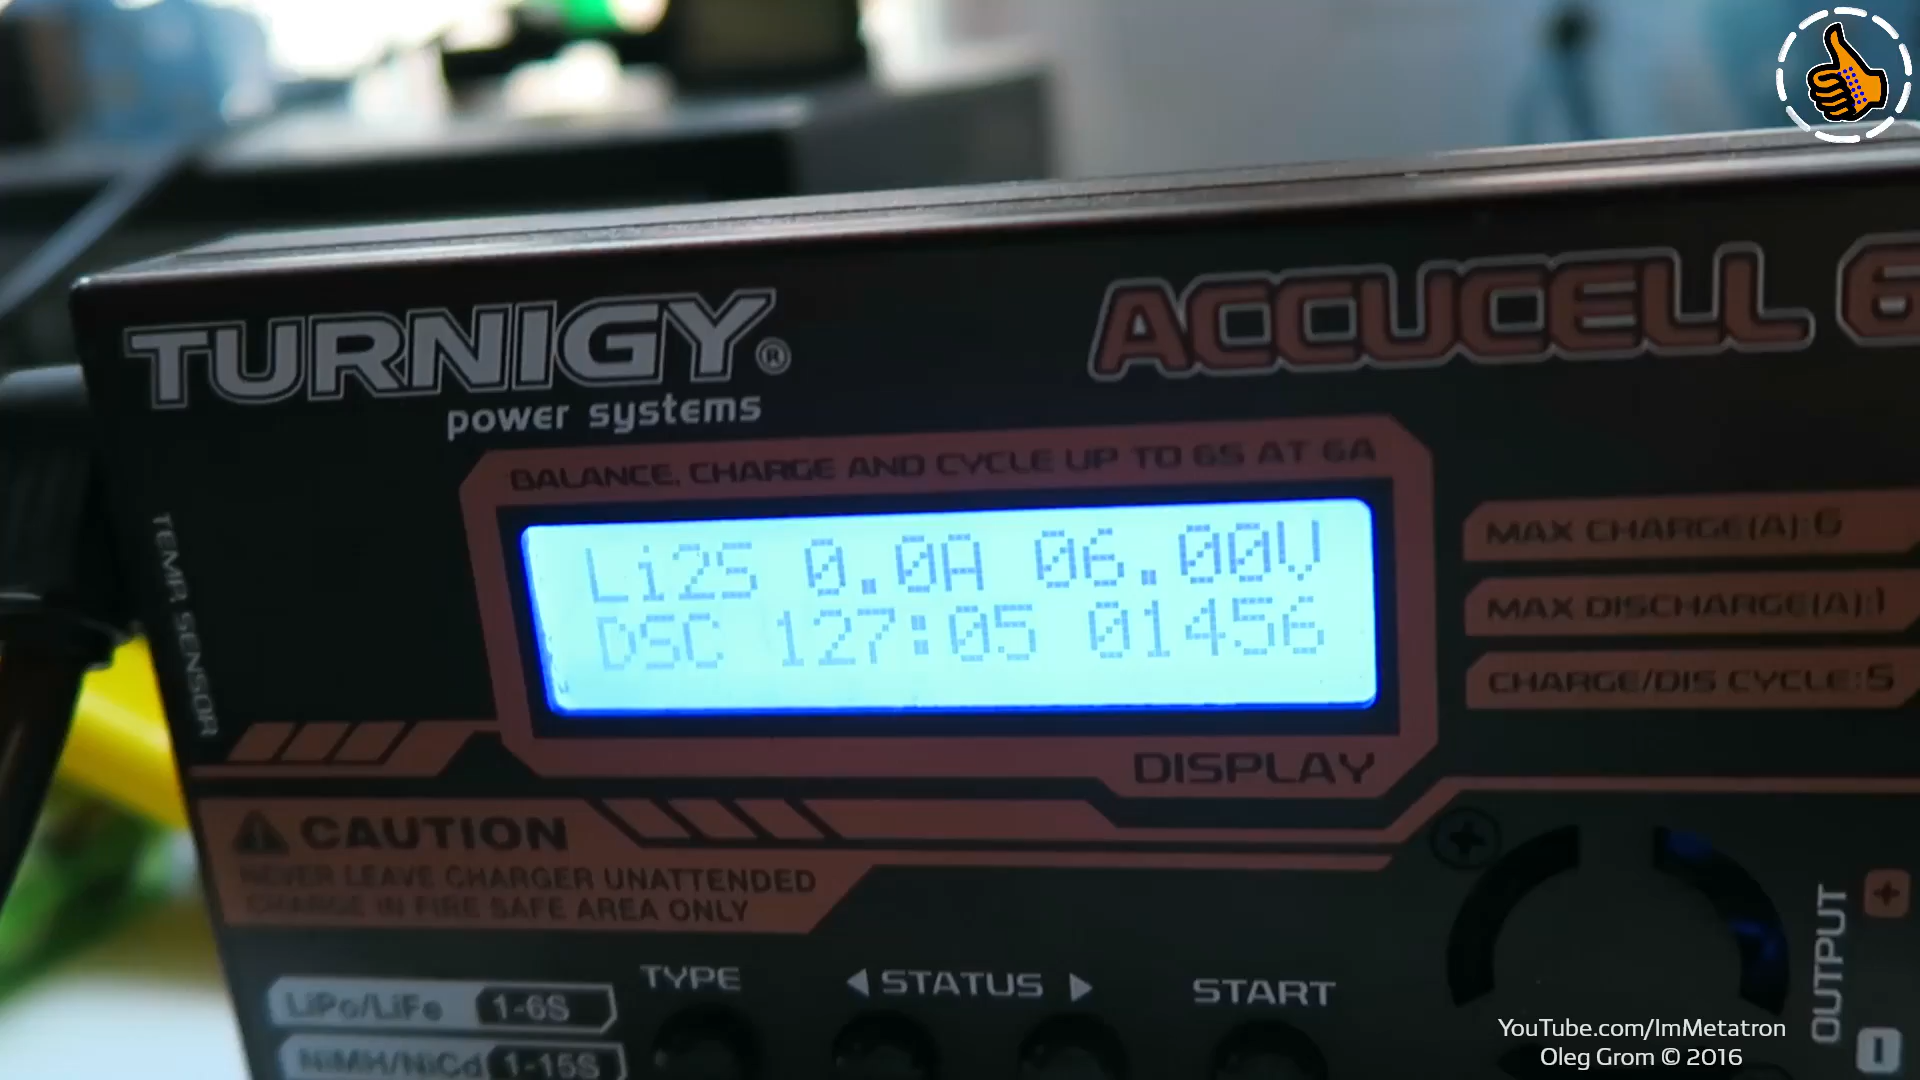 TURNIGY®
power systems
ACCUCELL 6
BALANCE, CHARGE AND CYCLE UP TO 6S AT 6A
Li2S 0.0A 06.00V
DSC 127:05 01456
DISPLAY
MAX CHARGE(A):6
MAX DISCHARGE(A):1
CHARGE/DIS CYCLE:5
TEMP SENSOR
CAUTION
NEVER LEAVE CHARGER UNATTENDED
CHARGE IN FIRE SAFE AREA ONLY
LiPo/LiFe 1-6S
NiMH/NiCd 1-15S
TYPE
STATUS
START
OUTPUT
YouTube.com/ImMetatron
Oleg Grom © 2016